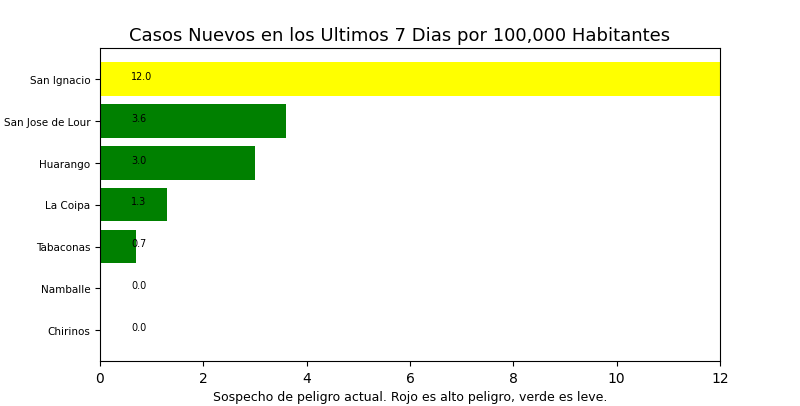 Casos Nuevos en los Ultimos 7 Dias por 100,000 Habitantes
San Ignacio 12.0
San Jose de Lour 3.6
Huarango 3.0
La Coipa 1.3
Tabaconas 0.7
Namballe 0.0
Chirinos 0.0
0 2 4 6 8 10 12
Sospecho de peligro actual. Rojo es alto peligro, verde es leve.